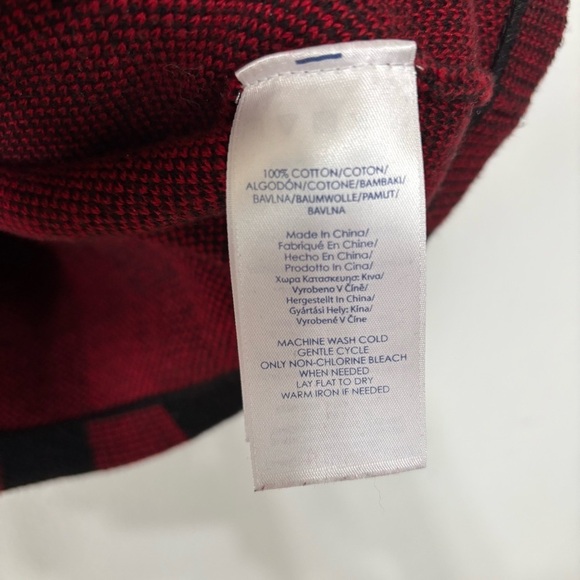 100% COTTON/COTON/
ALGODÓN/COTONE/BAMBAKI/
BAVLNA/BAUMWOLLE/PAMUT/
BAVLNA
Made In China/
Fabriqué En Chine/
Hecho En China/
Prodotto In Cina/
Χωρα Κατασκευησ: Κινα/
Vyrobeno V Číně/
Hergestellt In China/
Gyártási Hely: Kína/
Vyrobené V Číne
MACHINE WASH COLD
GENTLE CYCLE
ONLY NON-CHLORINE BLEACH
WHEN NEEDED
LAY FLAT TO DRY
WARM IRON IF NEEDED